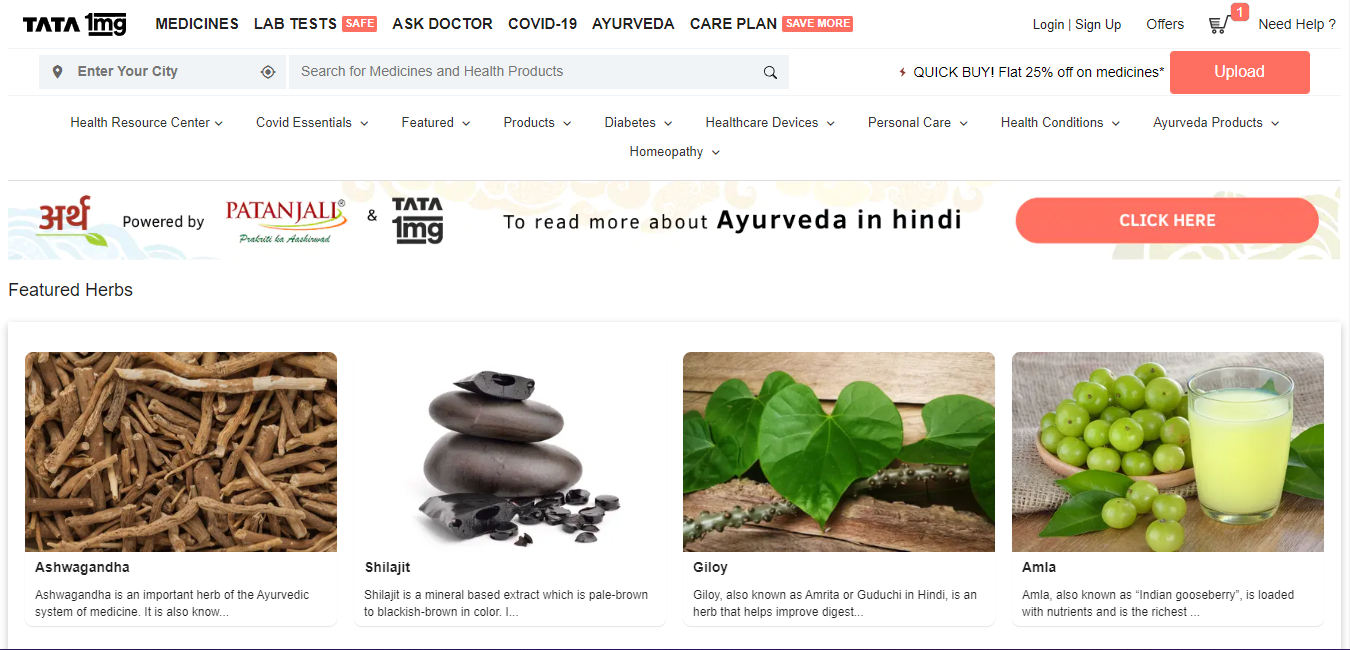 TATA 1mg MEDICINES LAB TESTS SAFE ASK DOCTOR COVID-19 AYURVEDA CARE PLAN SAVE MORE Login | Sign Up Offers 1 Need Help ?
Enter Your City Search for Medicines and Health Products QUICK BUY! Flat 25% off on medicines* Upload
Health Resource Center Covid Essentials Featured Products Diabetes Healthcare Devices Personal Care Health Conditions Ayurveda Products
Homeopathy
अर्थ Powered by PATANJALI® Prakriti ka Aashirwad & TATA 1mg To read more about Ayurveda in hindi CLICK HERE
Featured Herbs
Ashwagandha
Ashwagandha is an important herb of the Ayurvedic
system of medicine. It is also know...
Shilajit
Shilajit is a mineral based extract which is pale-brown
to blackish-brown in color. I...
Giloy
Giloy, also known as Amrita or Guduchi in Hindi, is an
herb that helps improve digest...
Amla
Amla, also known as “Indian gooseberry”, is loaded
with nutrients and is the richest ...